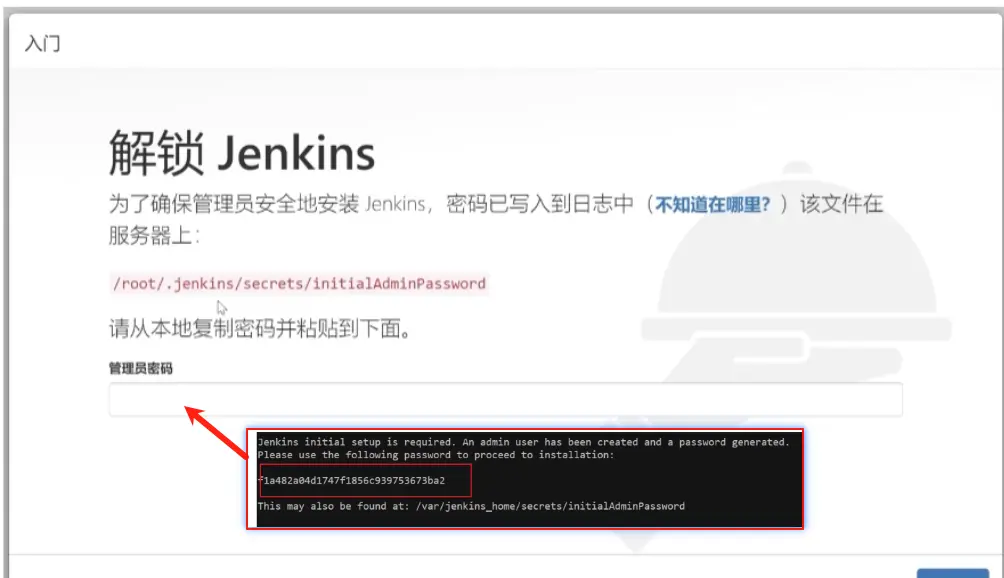 入门
解锁 Jenkins
为了确保管理员安全地安装 Jenkins，密码已写入到日志中（不知道在哪里？）该文件在
服务器上：
/root/.jenkins/secrets/initialAdminPassword
请从本地复制密码并粘贴到下面。
管理员密码
Jenkins initial setup is required. An admin user has been created and a password generated.
Please use the following password to proceed to installation:
f1a482a04d1747f1856c939753673ba2
This may also be found at: /var/jenkins_home/secrets/initialAdminPassword